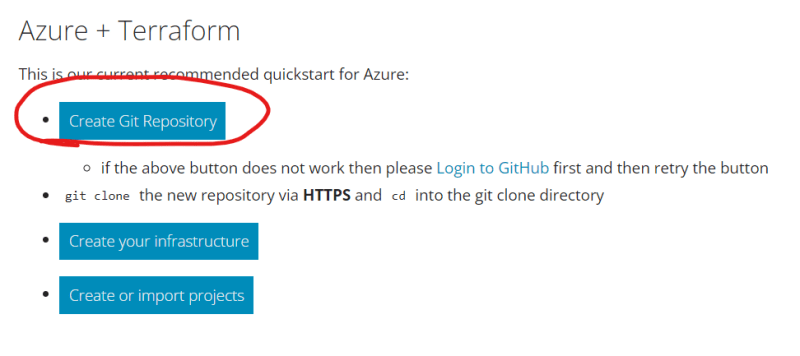 Azure + Terraform
This is our current recommended quickstart for Azure:
Create Git Repository
if the above button does not work then please Login to GitHub first and then retry the button
git clone the new repository via HTTPS and cd into the git clone directory
Create your infrastructure
Create or import projects